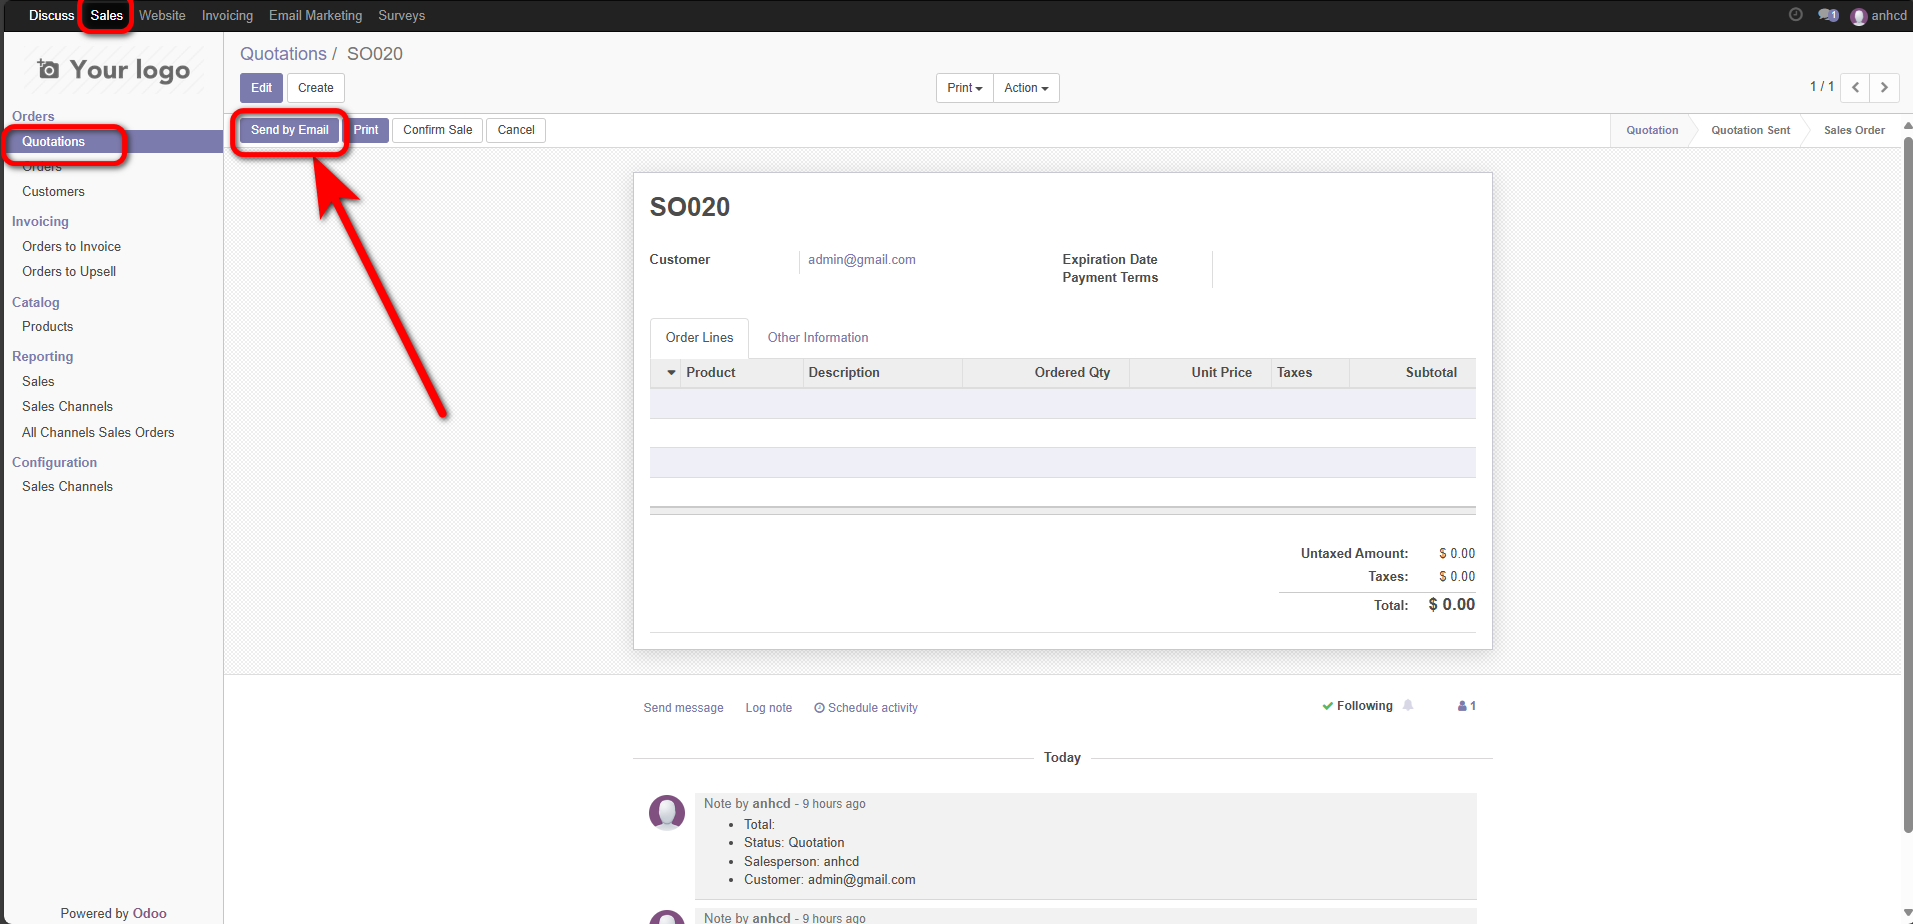 Discuss Sales Website Invoicing Email Marketing Surveys 1 anhcd
Your logo
Orders
Quotations
Orders
Customers
Invoicing
Orders to Invoice
Orders to Upsell
Catalog
Products
Reporting
Sales
Sales Channels
All Channels Sales Orders
Configuration
Sales Channels
Powered by Odoo
Quotations / SO020
Edit Create Print Action 1 / 1
Send by Email Print Confirm Sale Cancel Quotation Quotation Sent Sales Order
SO020
Customer admin@gmail.com Expiration Date
Payment Terms
Order Lines Other Information
Product Description Ordered Qty Unit Price Taxes Subtotal
Untaxed Amount: $ 0.00
Taxes: $ 0.00
Total: $ 0.00
Send message Log note Schedule activity Following 1
Today
Note by anhcd - 9 hours ago
• Total:
• Status: Quotation
• Salesperson: anhcd
• Customer: admin@gmail.com
Note by anhcd - 9 hours ago